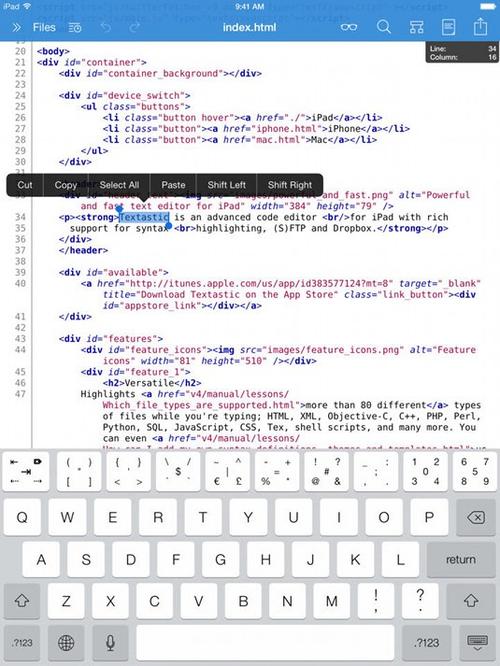 iPad 9:41 AM
Files index.html
Line: 34
Column: 16
20 <body>
21 <div id="container">
22 <div id="container_background"></div>
23
24 <div id="device_switch">
25 <ul class="buttons">
26 <li class="button hover"><a href="./">iPad</a></li>
27 <li class="button"><a href="iphone.html">iPhone</a></li>
28 <li class="button"><a href="mac.html">Mac</a></li>
29 </ul>
30 </div>
31
Cut Copy Select All Paste Shift Left Shift Right
and fast text editor for iPad" width="384" height="79" />
34 <p><strong>Textastic is an advanced code editor <br/>for iPad with rich
35 support for syntax <br>highlighting, (S)FTP and Dropbox.</strong></p>
36 </div>
37 </header>
38
39 <div id="available">
40 <a href="http://itunes.apple.com/us/app/id383577124?mt=8" target="_blank"
title="Download Textastic on the App Store" class="link_button"><div
id="appstore_link"></div></a>
41 </div>
42
43 <div id="features">
44 <div id="feature_icons"><img src="images/feature_icons.png" alt="Feature
icons" width="81" height="510" /></div>
45 <div id="feature_1">
46 <h2>Versatile</h2>
47 Highlights <a href="v4/manual/lessons/
Which_file_types_are_supported.html">more than 80 different</a> types
of files while you're typing; HTML, XML, Objective-C, C++, PHP, Perl,
Python, SQL, JavaScript, CSS, Tex, shell scripts, and many more. You
can even <a href="v4/manual/lessons/
( ) { } \ / ~ ^ - + ! ? _ : 1 2 6 7
" ' | = # 0 8
[ ] < > $ € £ % * @ & ; , 3 4 5 9
Q W E R T Y U I O P
A S D F G H J K L return
Z X C V B N M ! , ? .
.?123 .?123